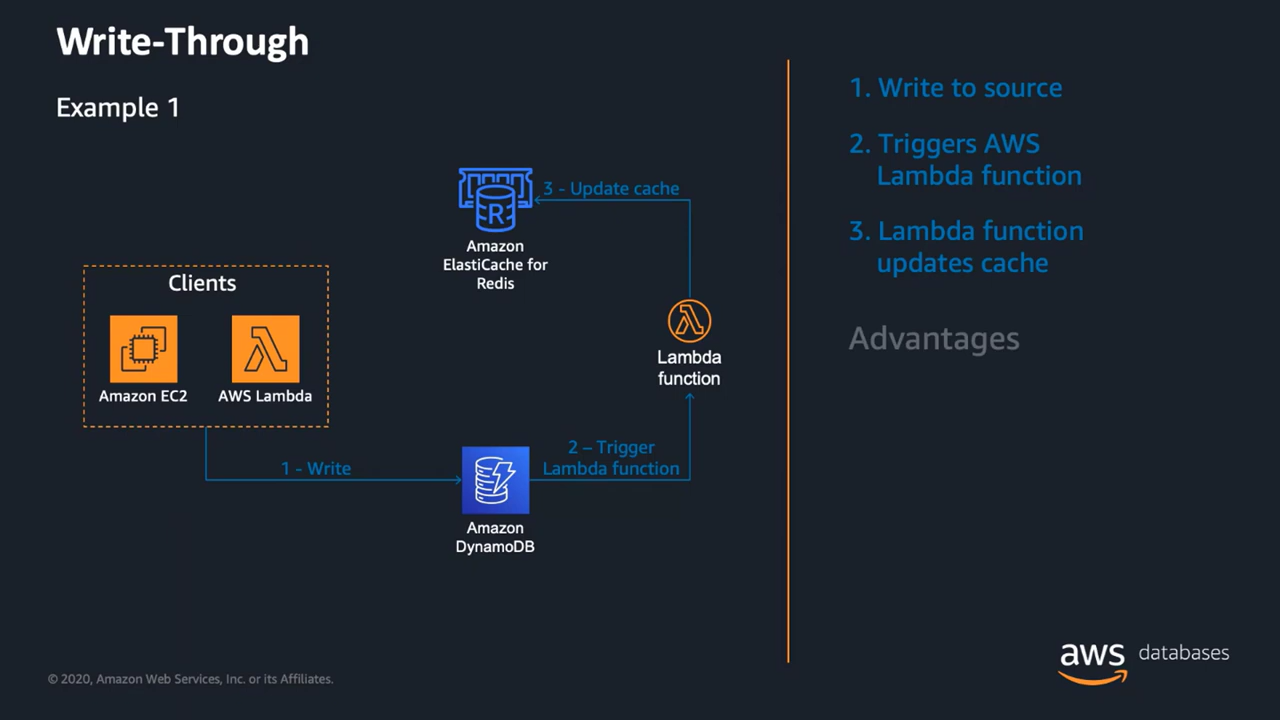 Write-Through
Example 1
3 - Update cache
Amazon
ElastiCache for
Redis
Clients
Amazon EC2
AWS Lambda
Lambda
function
1 - Write
2 – Trigger
Lambda function
Amazon
DynamoDB
1. Write to source
2. Triggers AWS
Lambda function
3. Lambda function
updates cache
Advantages
© 2020, Amazon Web Services, Inc. or its Affiliates.
aws databases
R